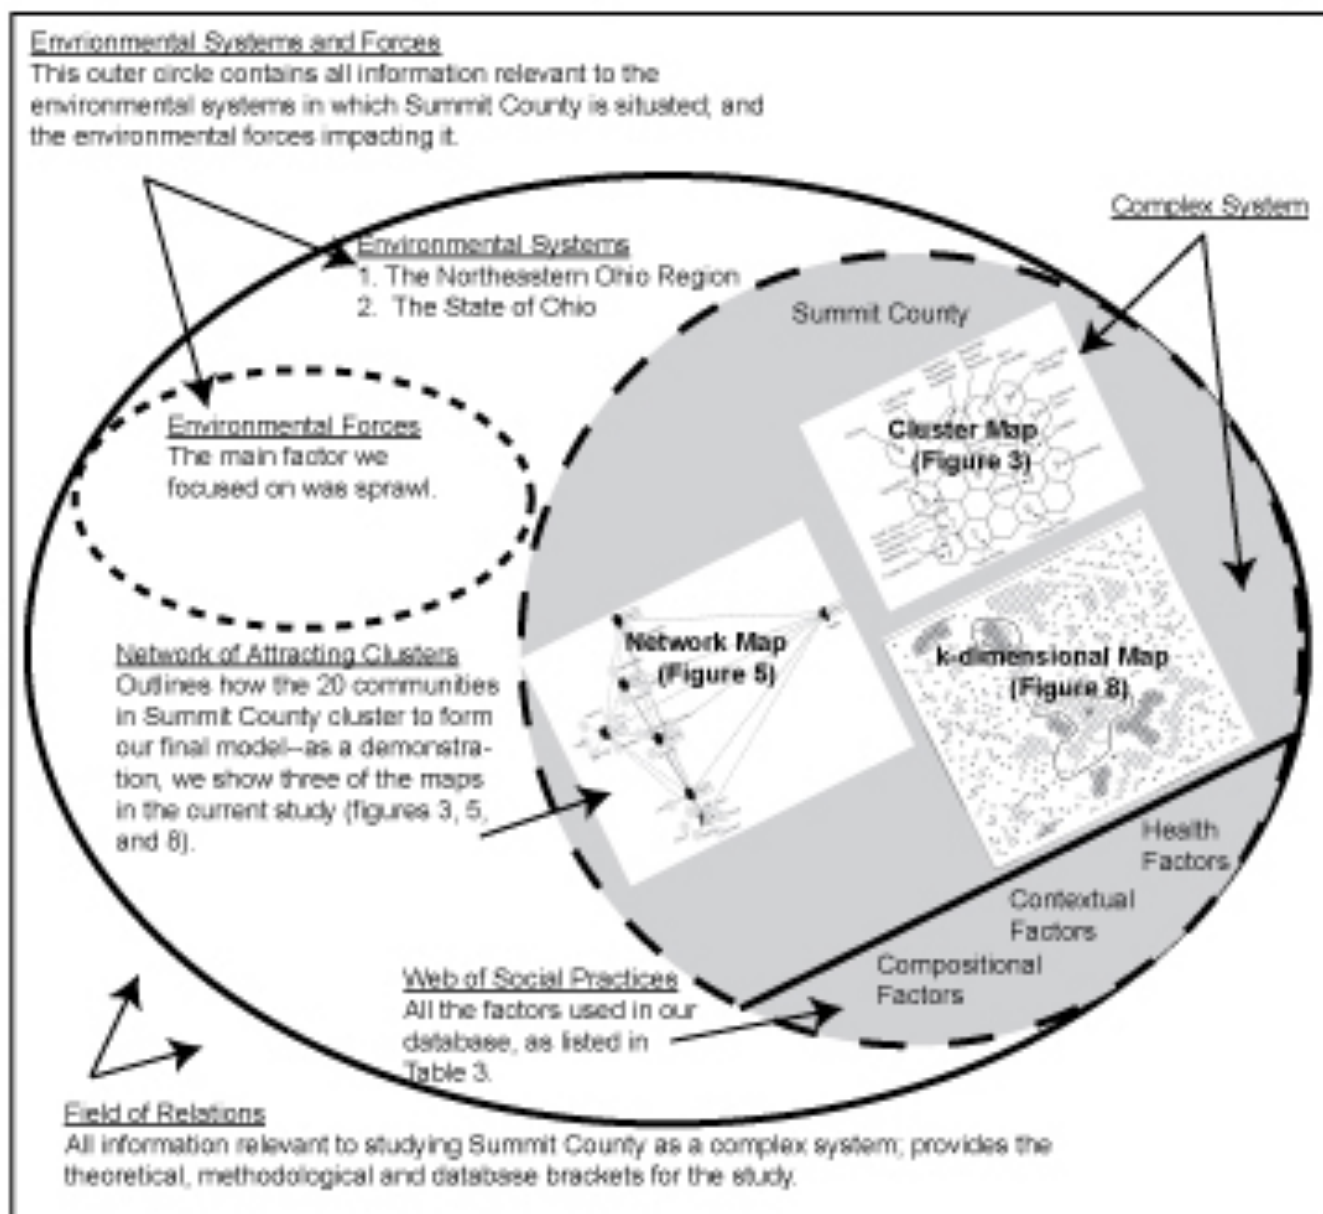 Envrionmental Systems and Forces
This outer circle contains all information relevant to the
environmental systems in which Summit County is situated; and
the environmental forces impacting it.
Complex System
Environmental Systems
1. The Northeastern Ohio Region
2. The State of Ohio
Summit County
Environmental Forces
The main factor we
focused on was sprawl.
Cluster Map
(Figure 3)
Network Map
(Figure 5)
k-dimensional Map
(Figure 8)
Network of Attracting Clusters
Outlines how the 20 communities
in Summit County cluster to form
our final model--as a demonstra-
tion, we show three of the maps
in the current study (figures 3, 5,
and 8).
Health
Factors
Contextual
Factors
Compositional
Factors
Web of Social Practices
All the factors used in our
database, as listed in
Table 3.
Field of Relations
All information relevant to studying Summit County as a complex system; provides the
theoretical, methodological and database brackets for the study.